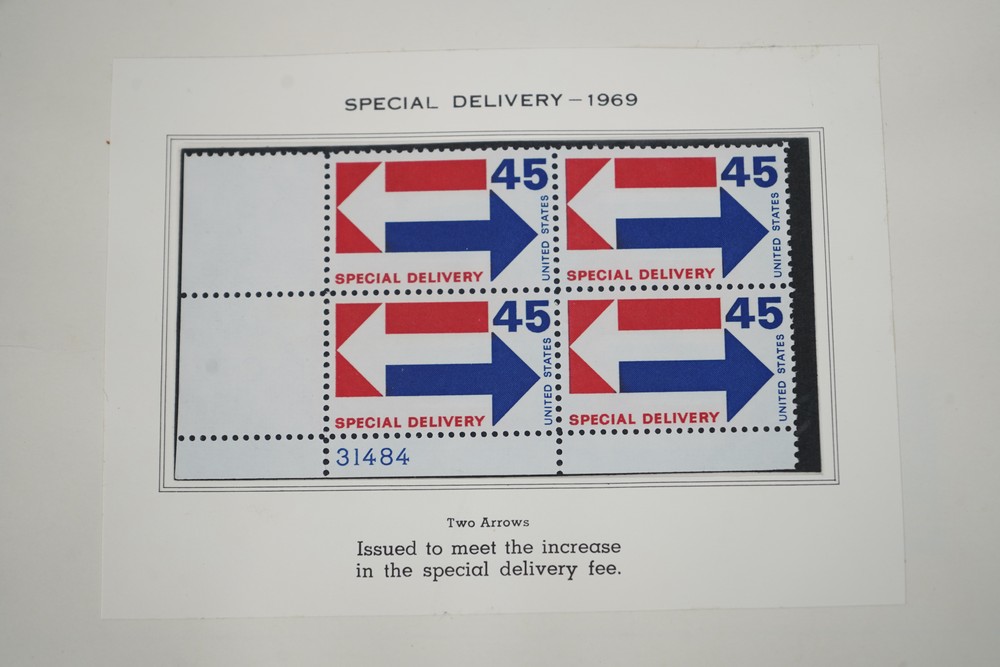 SPECIAL DELIVERY — 1969
45
UNITED STATES
SPECIAL DELIVERY
45
UNITED STATES
SPECIAL DELIVERY
45
UNITED STATES
SPECIAL DELIVERY
45
UNITED STATES
SPECIAL DELIVERY
31484
Two Arrows
Issued to meet the increase
in the special delivery fee.